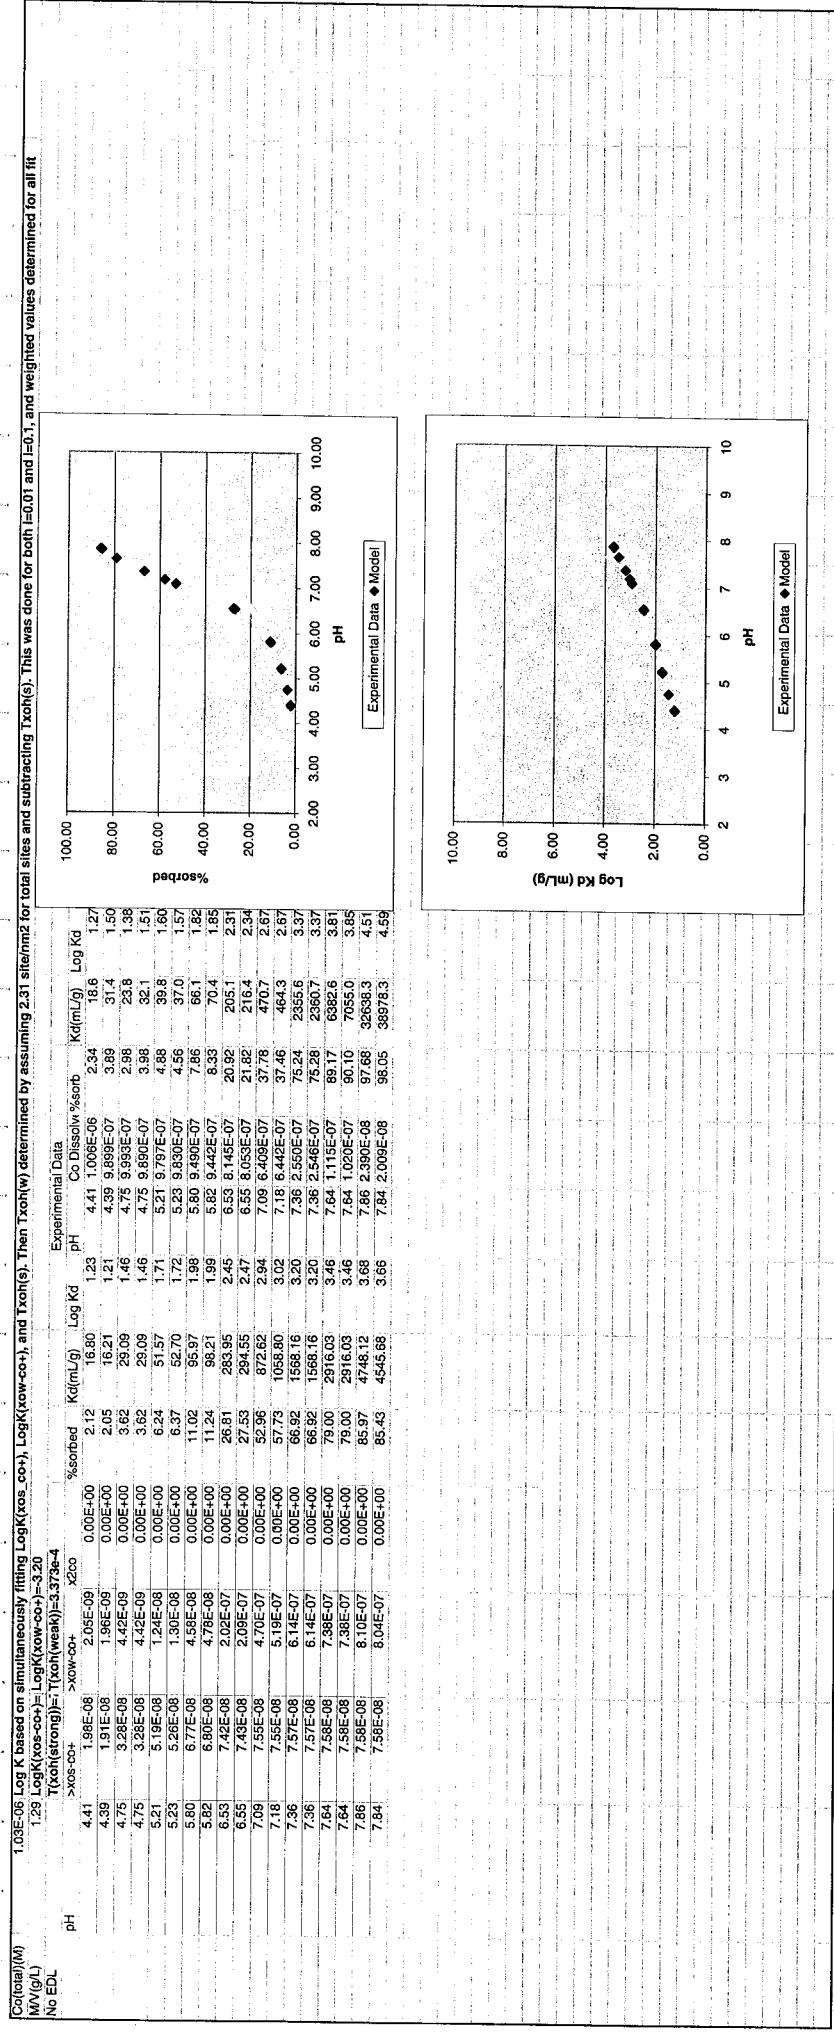 Co(total)(M) 1.03E-06 Log K based on simultaneously fitting LogK(xos_co+), LogK(xow-co+), and Txoh(s). Then Txoh(w) determined by assuming 2.31 site/nm2 for total sites and subtracting Txoh(s). This was done for both I=0.01 and I=0.1, and weighted values determined for all fit
M/V(g/L) 1.29 LogK(xos-co+)= LogK(xow-co+)=-3.20
No EDL T(xoh(strong))= T(xoh(weak))=3.373e-4
Experimental Data
pH >xos-co+ >xow-co+ x2co %sorbed Kd(mL/g) Log Kd pH Co Dissolv %sorb Kd(mL/g) Log Kd
4.41 1.98E-08 2.05E-09 0.00E+00 2.12 16.80 1.23 4.41 1.006E-06 2.34 18.6 1.27
4.39 1.91E-08 1.96E-09 0.00E+00 2.05 16.21 1.21 4.39 9.899E-07 3.89 31.4 1.50
4.75 3.28E-08 4.42E-09 0.00E+00 3.62 29.09 1.46 4.75 9.993E-07 2.98 23.8 1.38
4.75 3.28E-08 4.42E-09 0.00E+00 3.62 29.09 1.46 4.75 9.890E-07 3.98 32.1 1.51
5.21 5.19E-08 1.24E-08 0.00E+00 6.24 51.57 1.71 5.21 9.797E-07 4.88 39.8 1.60
5.23 5.26E-08 1.30E-08 0.00E+00 6.37 52.70 1.72 5.23 9.830E-07 4.56 37.0 1.57
5.80 6.77E-08 4.58E-08 0.00E+00 11.02 95.97 1.98 5.80 9.490E-07 7.86 66.1 1.82
5.82 6.80E-08 4.78E-08 0.00E+00 11.24 98.21 1.99 5.82 9.442E-07 8.33 70.4 1.85
6.53 7.42E-08 2.02E-07 0.00E+00 26.81 283.95 2.45 6.53 8.145E-07 20.92 205.1 2.31
6.55 7.43E-08 2.09E-07 0.00E+00 27.53 294.55 2.47 6.55 8.053E-07 21.82 216.4 2.34
7.09 7.55E-08 4.70E-07 0.00E+00 52.96 872.62 2.94 7.09 6.409E-07 37.78 470.7 2.67
7.18 7.55E-08 5.19E-07 0.00E+00 57.73 1058.80 3.02 7.18 6.442E-07 37.46 464.3 2.67
7.36 7.57E-08 6.14E-07 0.00E+00 66.92 1568.16 3.20 7.36 2.550E-07 75.24 2355.6 3.37
7.36 7.57E-08 6.14E-07 0.00E+00 66.92 1568.16 3.20 7.36 2.546E-07 75.28 2360.7 3.37
7.64 7.58E-08 7.38E-07 0.00E+00 79.00 2916.03 3.46 7.64 1.115E-07 89.17 6382.6 3.81
7.64 7.58E-08 7.38E-07 0.00E+00 79.00 2916.03 3.46 7.64 1.020E-07 90.10 7055.0 3.85
7.86 7.58E-08 8.10E-07 0.00E+00 85.97 4748.12 3.68 7.86 2.390E-08 97.68 32638.3 4.51
7.84 7.58E-08 8.04E-07 0.00E+00 85.43 4545.68 3.66 7.84 2.009E-08 98.05 38978.3 4.59
%sorbed
100.00
80.00
60.00
40.00
20.00
0.00
2.00 3.00 4.00 5.00 6.00 7.00 8.00 9.00 10.00
pH
Experimental Data ◆ Model
Log Kd (mL/g)
10.00
8.00
6.00
4.00
2.00
0.00
2 3 4 5 6 7 8 9 10
pH
Experimental Data ◆ Model